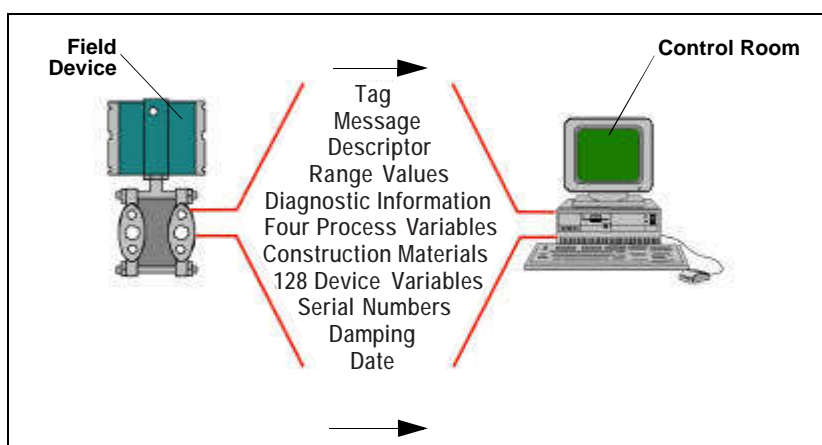 Field
Device
Control Room
Tag
Message
Descriptor
Range Values
Diagnostic Information
Four Process Variables
Construction Materials
128 Device Variables
Serial Numbers
Damping
Date